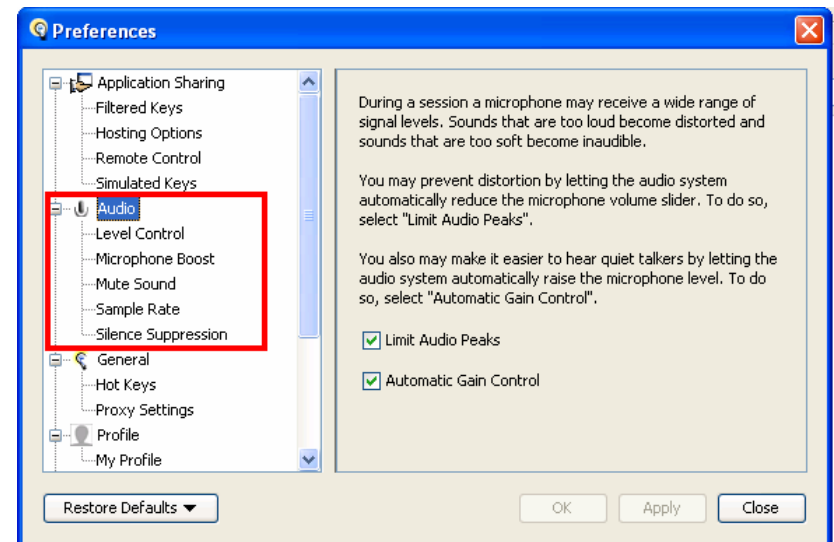 Preferences
Application Sharing
Filtered Keys
Hosting Options
Remote Control
Simulated Keys
Audio
Level Control
Microphone Boost
Mute Sound
Sample Rate
Silence Suppression
General
Hot Keys
Proxy Settings
Profile
My Profile
During a session a microphone may receive a wide range of
signal levels. Sounds that are too loud become distorted and
sounds that are too soft become inaudible.
You may prevent distortion by letting the audio system
automatically reduce the microphone volume slider. To do so,
select "Limit Audio Peaks".
You also may make it easier to hear quiet talkers by letting the
audio system automatically raise the microphone level. To do
so, select "Automatic Gain Control".
Limit Audio Peaks
Automatic Gain Control
Restore Defaults
OK
Apply
Close